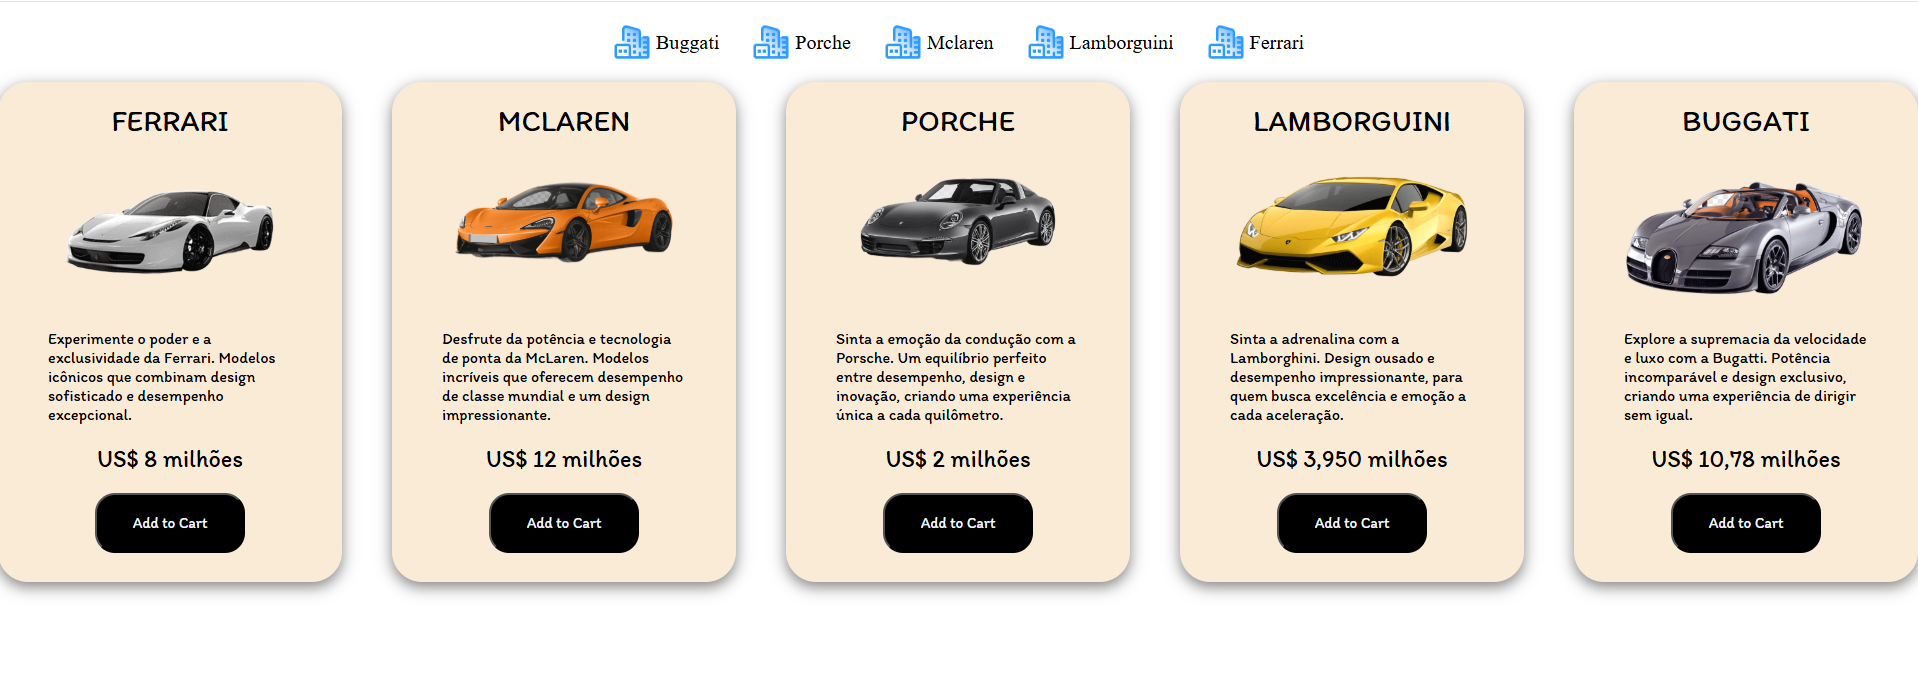 Buggati
Porche
Mclaren
Lamborguini
Ferrari
FERRARI
Experimente o poder e a
exclusividade da Ferrari. Modelos
icônicos que combinam design
sofisticado e desempenho
excepcional.
US$ 8 milhões
Add to Cart
MCLAREN
Desfrute da potência e tecnologia
de ponta da McLaren. Modelos
incríveis que oferecem desempenho
de classe mundial e um design
impressionante.
US$ 12 milhões
Add to Cart
PORCHE
Sinta a emoção da condução com a
Porsche. Um equilíbrio perfeito
entre desempenho, design e
inovação, criando uma experiência
única a cada quilômetro.
US$ 2 milhões
Add to Cart
LAMBORGUINI
Sinta a adrenalina com a
Lamborghini. Design ousado e
desempenho impressionante, para
quem busca excelência e emoção a
cada aceleração.
US$ 3,950 milhões
Add to Cart
BUGGATI
Explore a supremacia da velocidade
e luxo com a Bugatti. Potência
incomparável e design exclusivo,
criando uma experiência de dirigir
sem igual.
US$ 10,78 milhões
Add to Cart